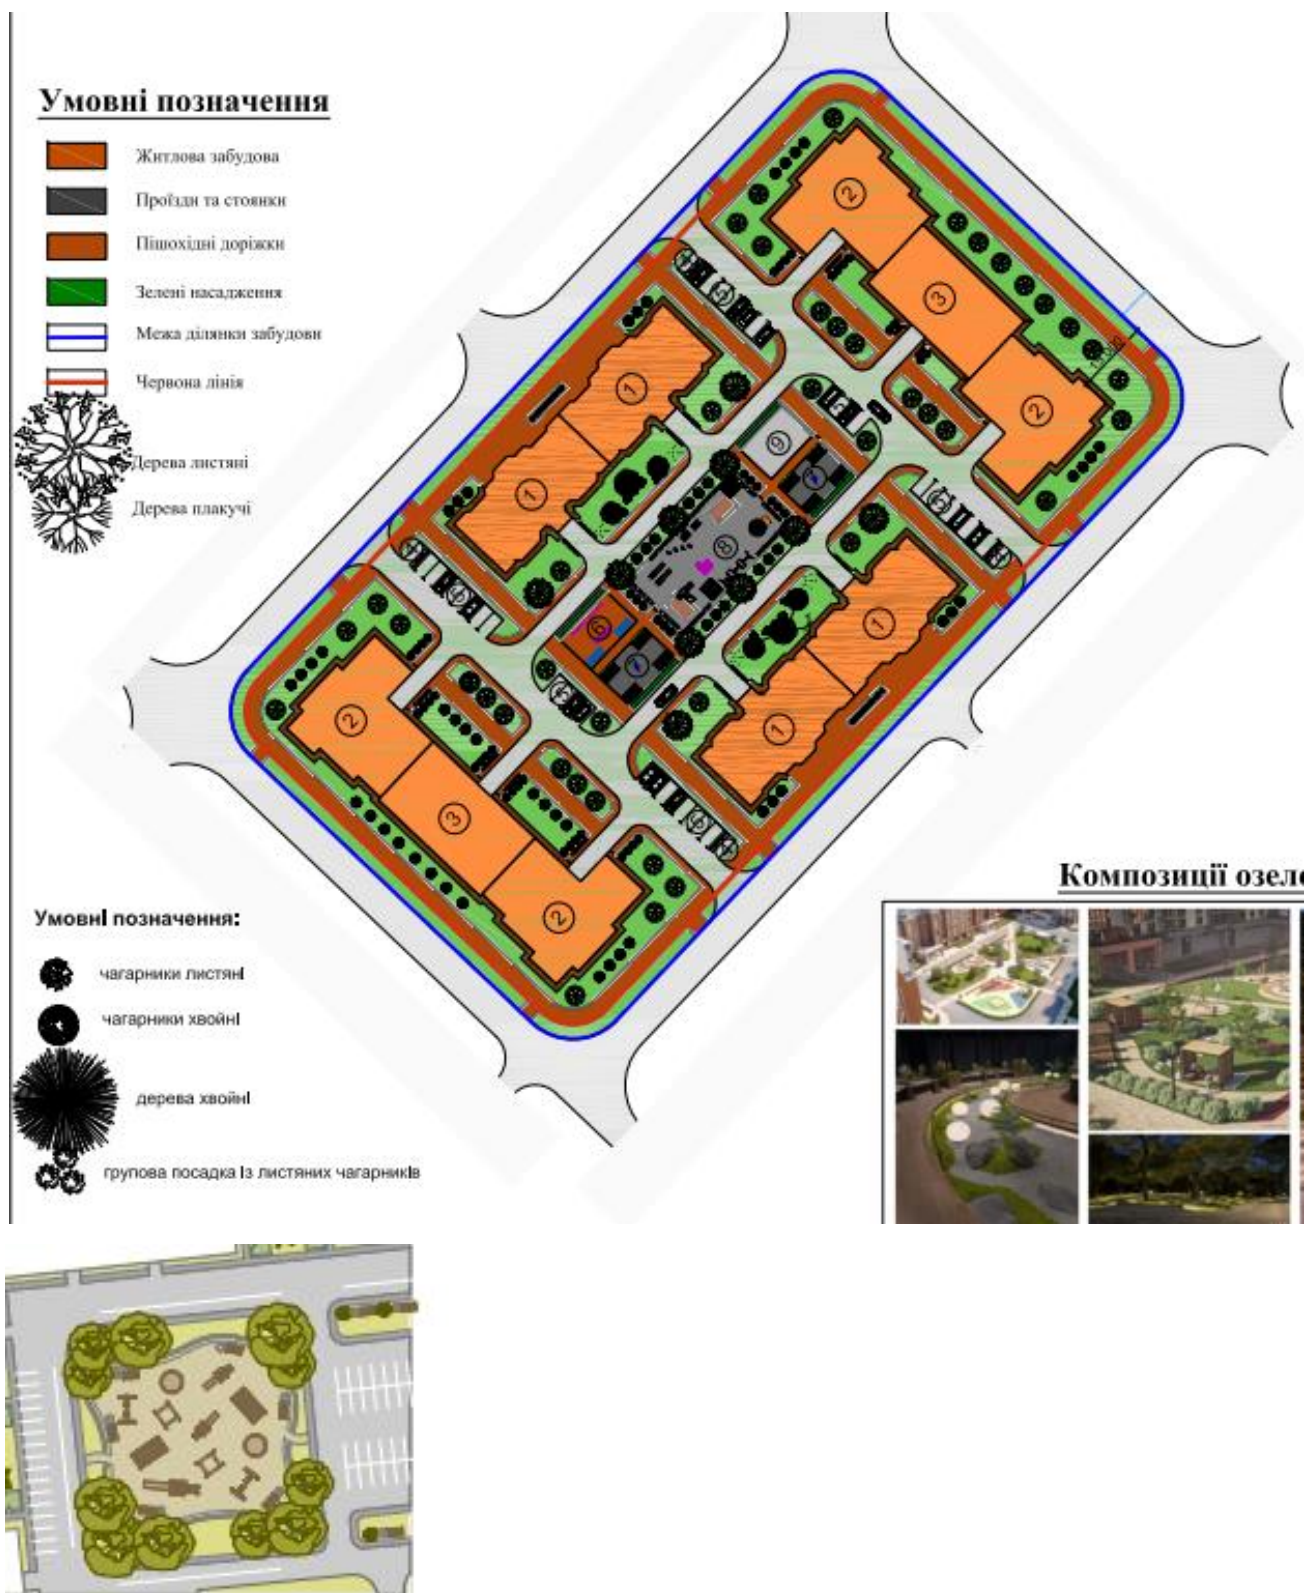 Умовні позначення
Житлова забудова
Проїзди та стоянки
Пішохідні доріжки
Зелені насадження
Межа ділянки забудови
Червона лінія
Дерева листяні
Дерева плакучі
2
3
2
1
1
9
8
6
1
1
2
3
2
Умовні позначення:
чагарники листяні
чагарники хвойні
дерева хвойні
групова посадка із листяних чагарників
Композиції озеле